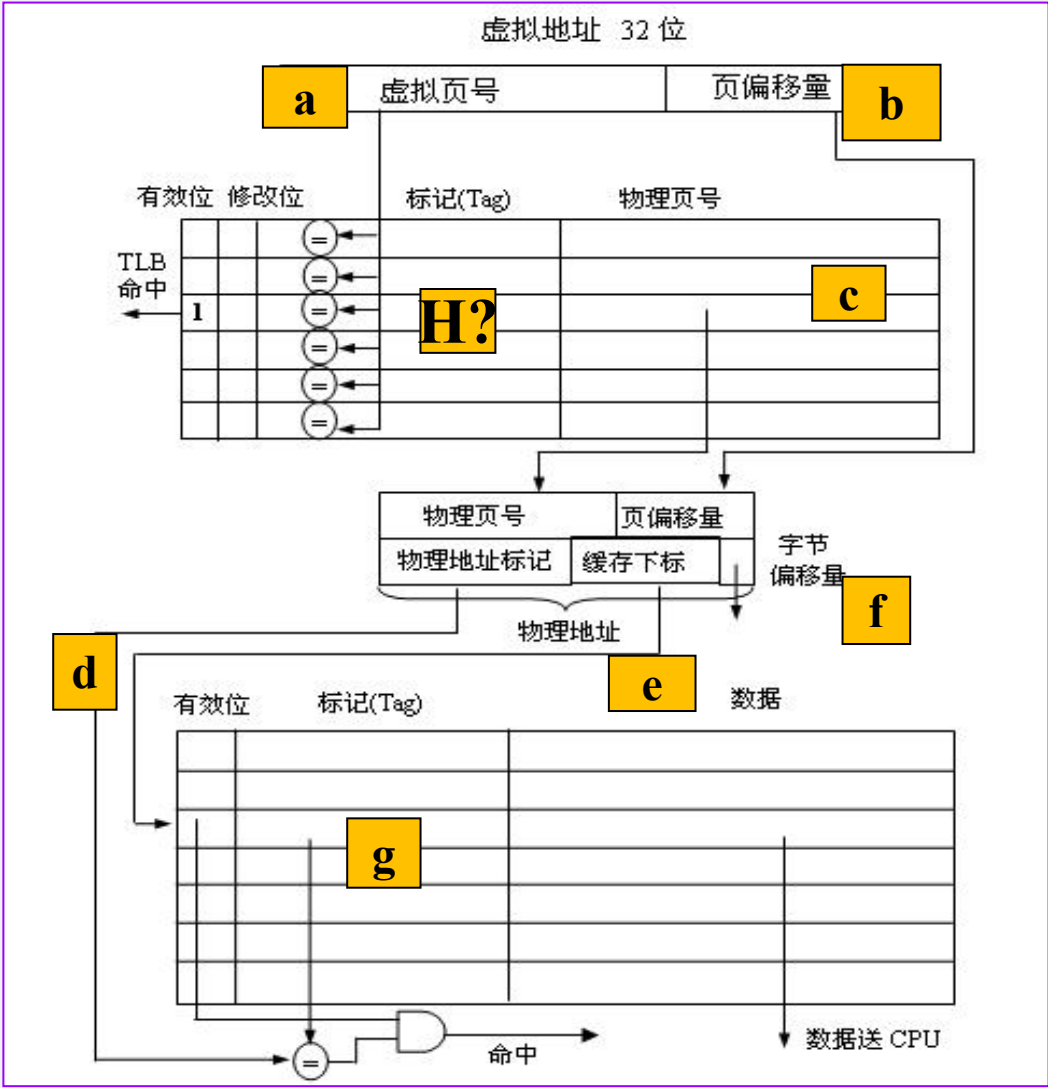 虚拟地址 32 位
a 虚拟页号 页偏移量 b
有效位 修改位 标记(Tag) 物理页号
=
=
TLB
命中
1
=
H?
c
=
=
=
物理页号 页偏移量
物理地址标记 缓存下标
字节
偏移量
f
物理地址
d
e
有效位 标记(Tag) 数据
g
=
命中
数据送 CPU